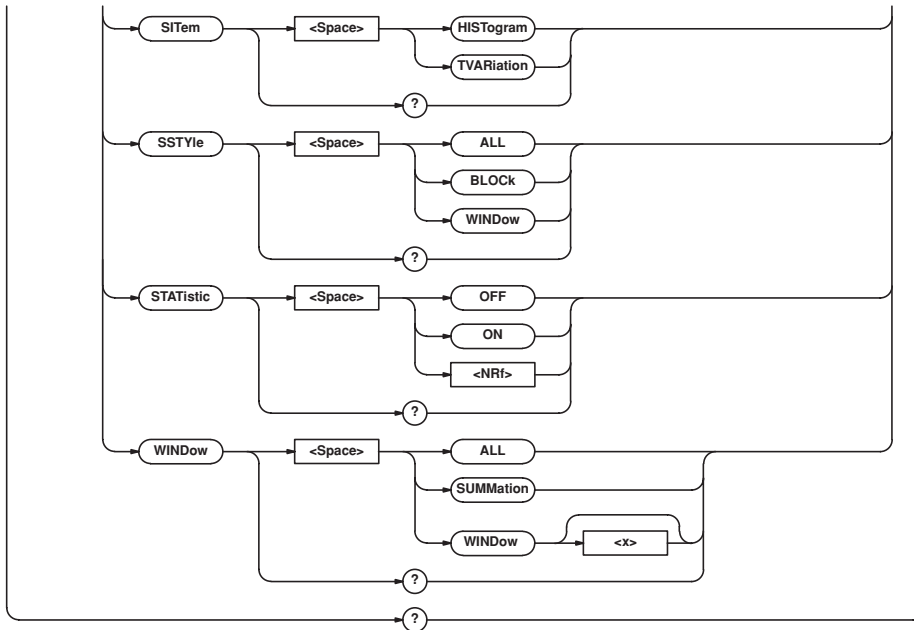 SITem <Space> HISTogram
TVARiation
?
SSTYle <Space> ALL
BLOCk
WINDow
?
STATistic <Space> OFF
ON
<NRf>
?
WINDow <Space> ALL
SUMMation
WINDow <x>
?
?